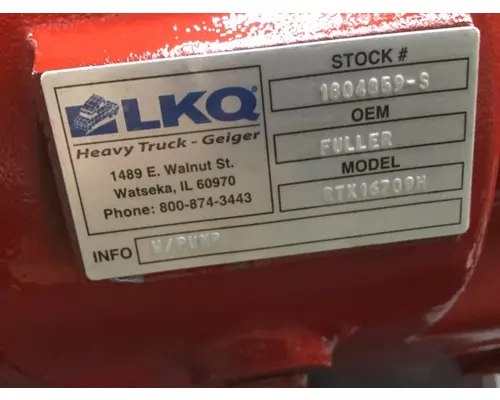 LKQ
Heavy Truck - Geiger
1489 E. Walnut St.
Watseka, IL 60970
Phone: 800-874-3443
STOCK #
1804059-S
OEM
FULLER
MODEL
RTX16709H
INFO W/PUMP